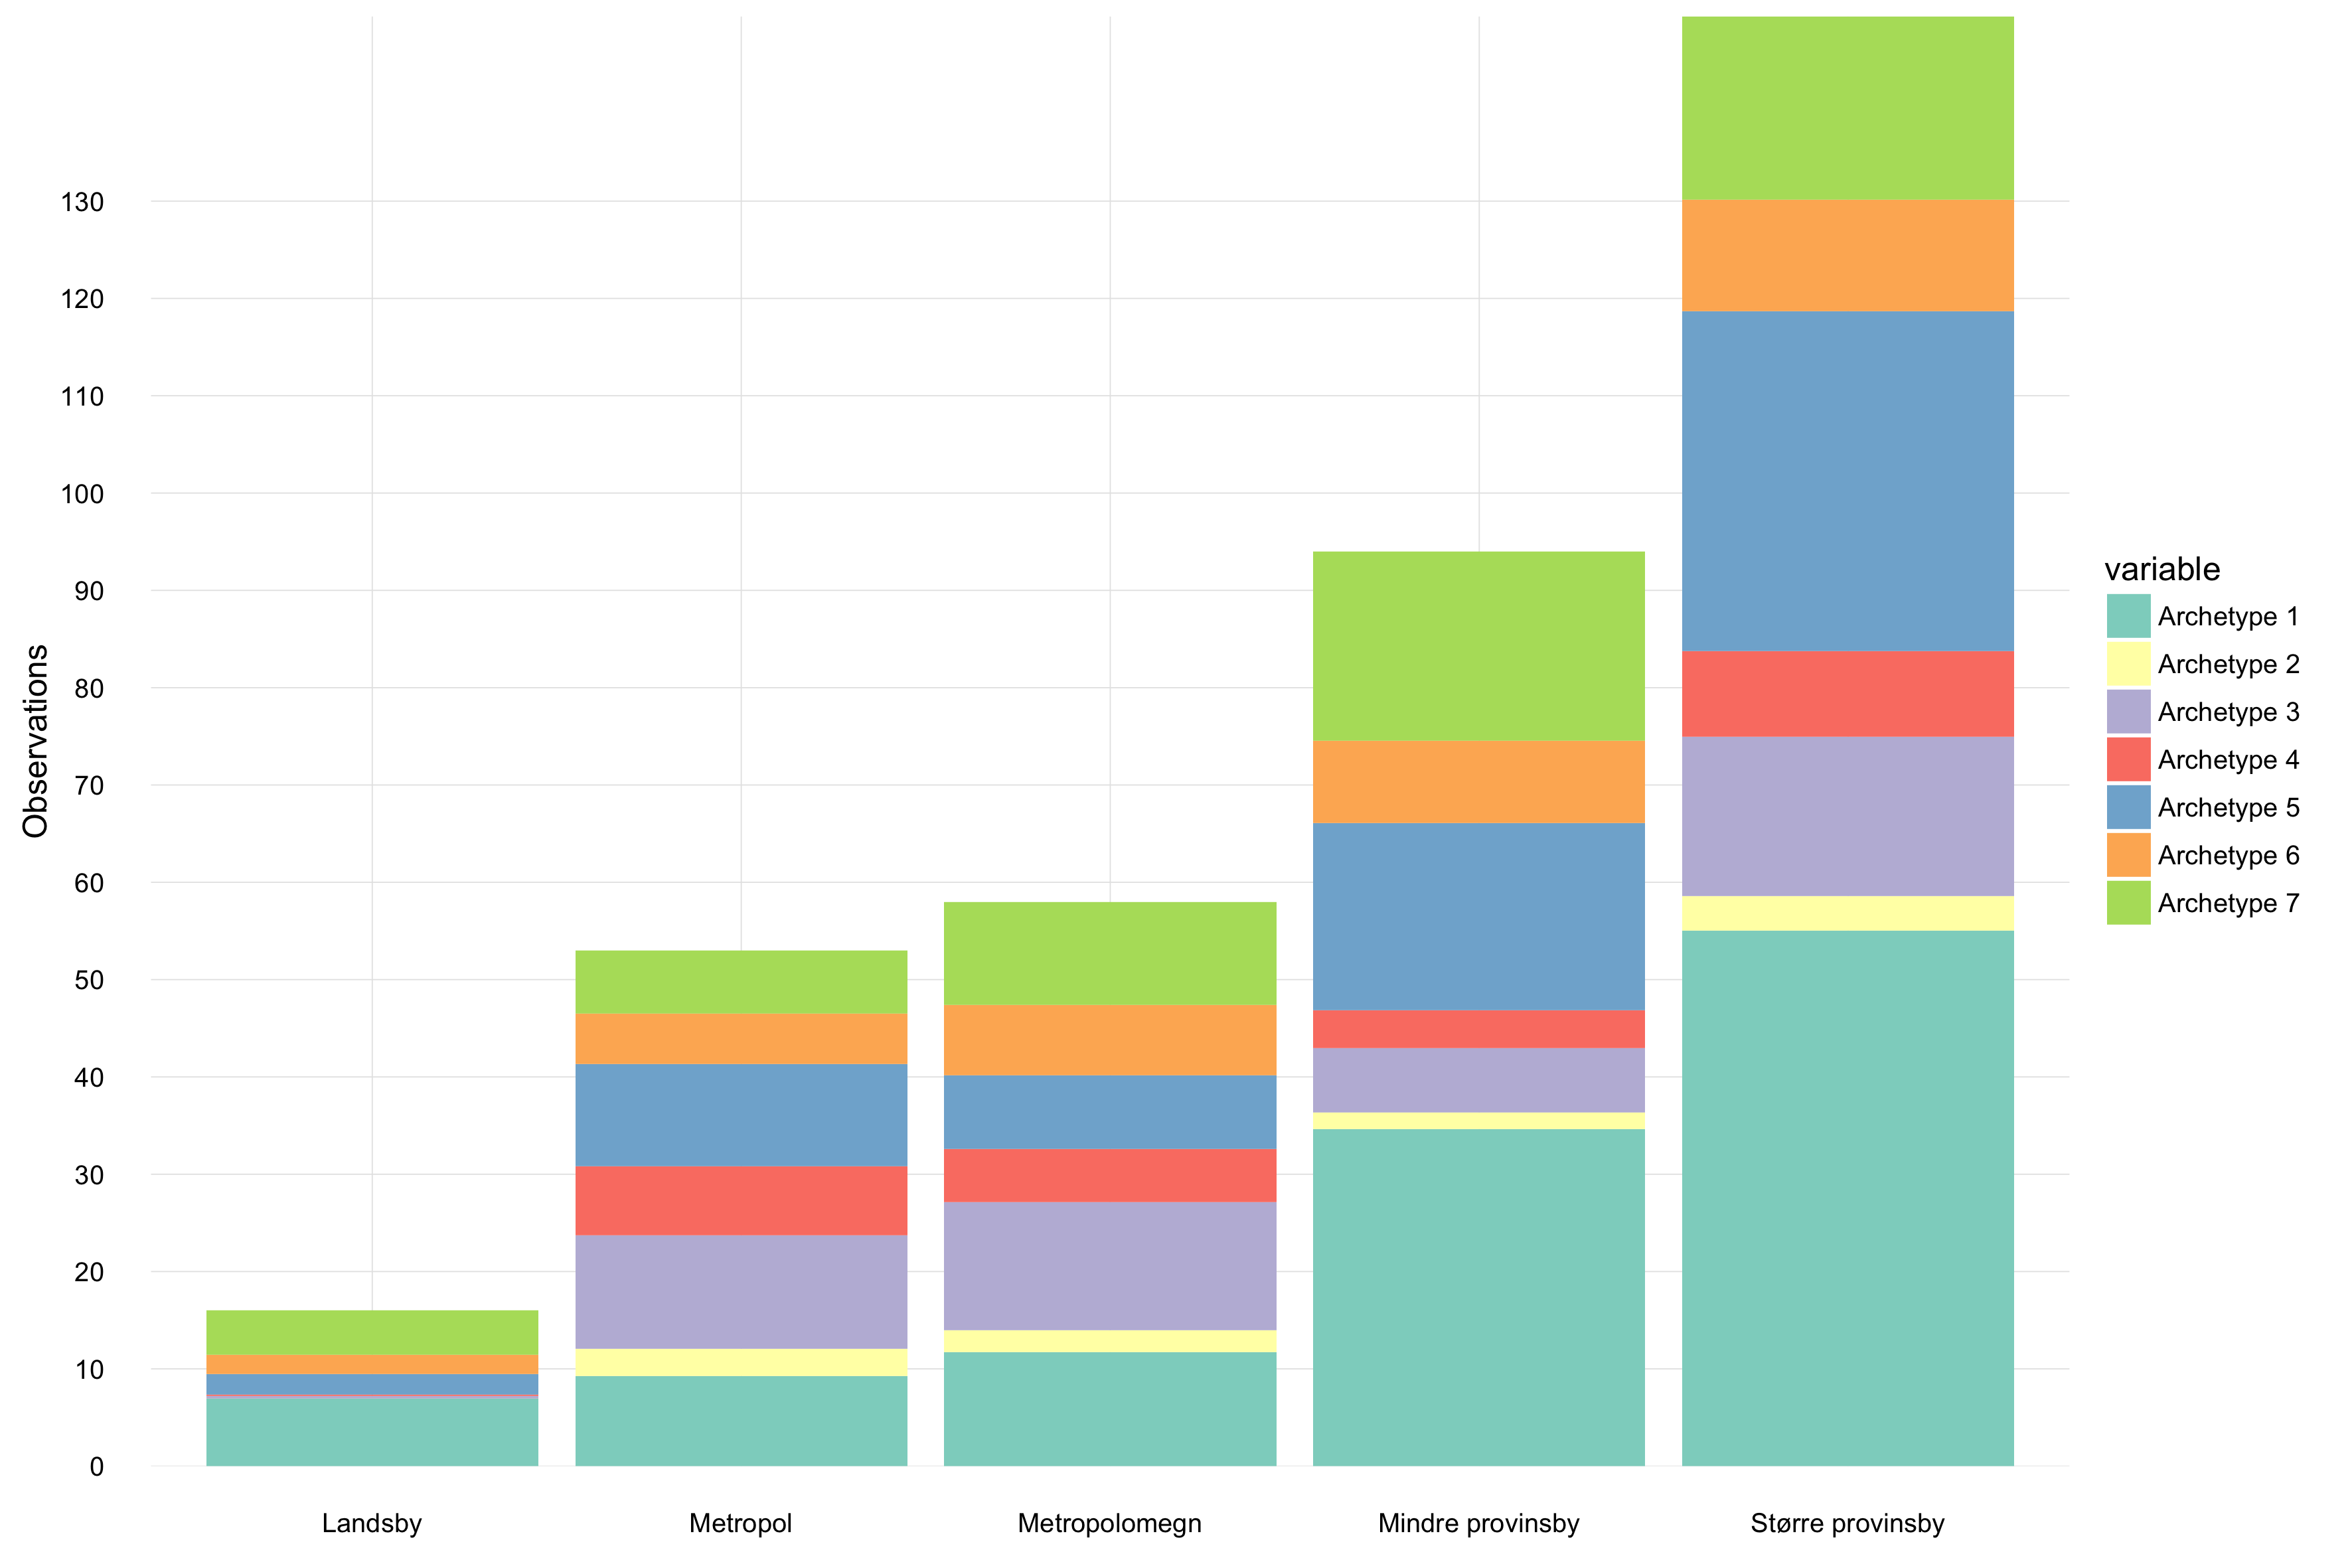 Observations
130
120
110
100
90
80
70
60
50
40
30
20
10
0
Landsby Metropol Metropolomegn Mindre provinsby Større provinsby
variable
Archetype 1
Archetype 2
Archetype 3
Archetype 4
Archetype 5
Archetype 6
Archetype 7